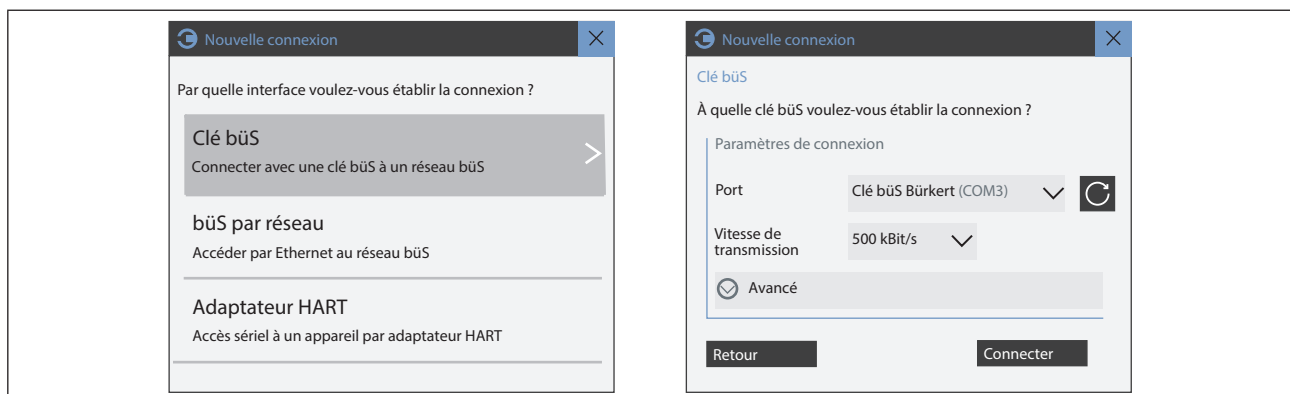 Nouvelle connexion
Par quelle interface voulez-vous établir la connexion ?
Clé büS
Connecter avec une clé büS à un réseau büS
büS par réseau
Accéder par Ethernet au réseau büS
Adaptateur HART
Accès sériel à un appareil par adaptateur HART
Nouvelle connexion
Clé büS
À quelle clé büS voulez-vous établir la connexion ?
Paramètres de connexion
Port
Clé büS Bürkert (COM3)
Vitesse de
transmission
500 kBit/s
Avancé
Retour
Connecter